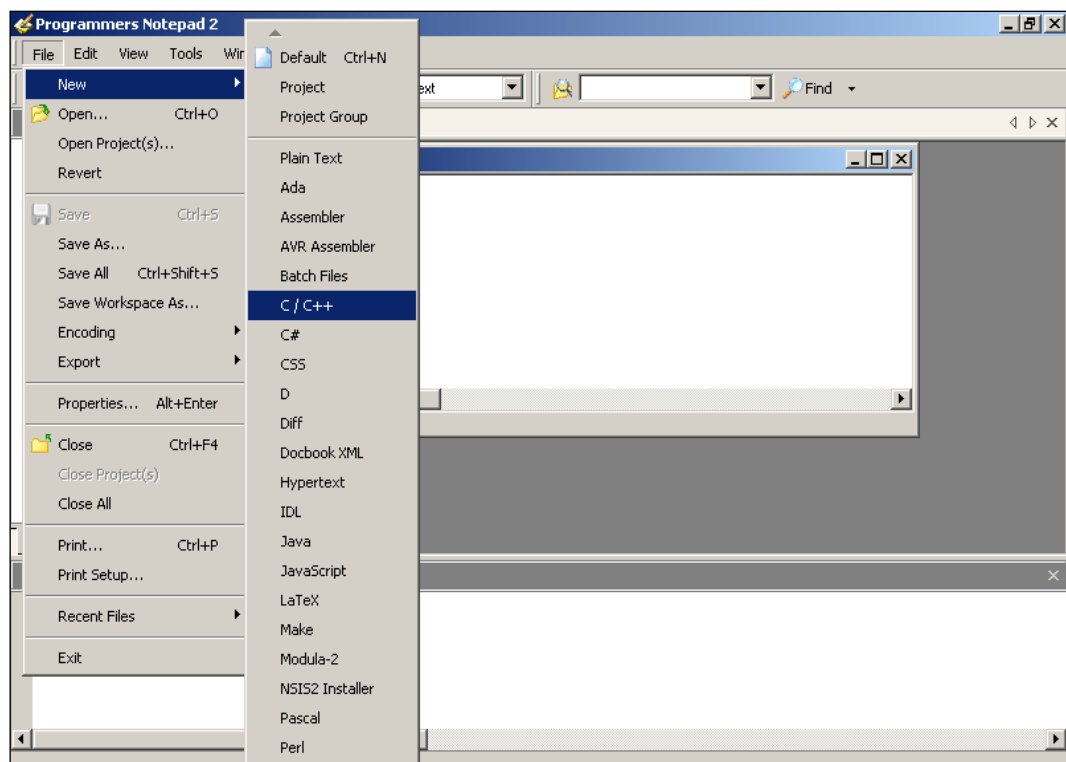 Programmers Notepad 2
File Edit View Tools Wir
ext Find
New
Open... Ctrl+O
Open Project(s)...
Revert
Save Ctrl+S
Save As...
Save All Ctrl+Shift+S
Save Workspace As...
Encoding
Export
Properties... Alt+Enter
Close Ctrl+F4
Close Project(s)
Close All
Print... Ctrl+P
Print Setup...
Recent Files
Exit
Default Ctrl+N
Project
Project Group
Plain Text
Ada
Assembler
AVR Assembler
Batch Files
C / C++
C#
CSS
D
Diff
Docbook XML
Hypertext
IDL
Java
JavaScript
LaTeX
Make
Modula-2
NSIS2 Installer
Pascal
Perl